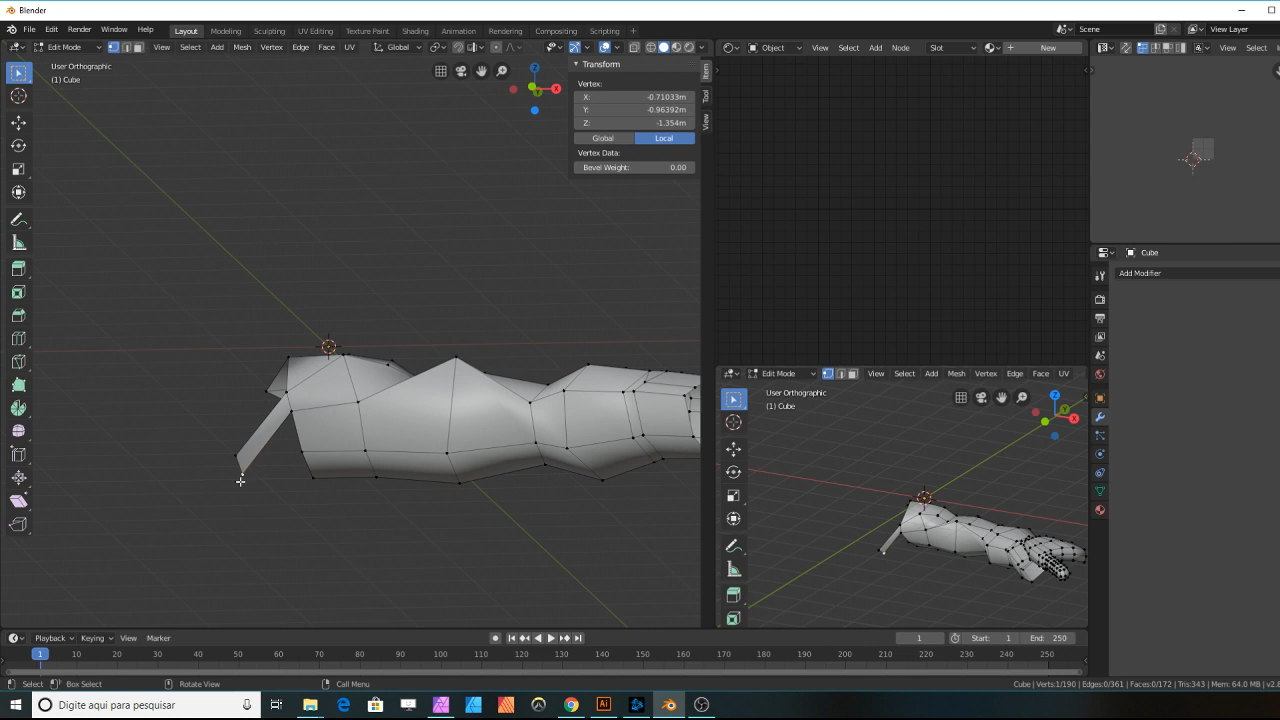 Blender
File Edit Render Window Help Layout Modeling Sculpting UV Editing Texture Paint Shading Animation Rendering Compositing Scripting Scene View Layer
Edit Mode View Select Add Mesh Vertex Edge Face UV Global Object View Select Add Node Slot New View Select
User Orthographic
(1) Cube
Transform
Vertex:
X: -0.71033m
Y: -0.96392m
Z: -1.354m
Global Local
Vertex Data:
Bevel Weight: 0.00
Item
Tool
View
X
Z
Cube
Add Modifier
Edit Mode View Select Add Mesh Vertex Edge Face UV
User Orthographic
(1) Cube
Z
Y
X
Playback Keying View Marker 1 Start: 1 End: 250
1 10 20 30 40 50 60 70 80 90 100 110 120 130 140 150 160 170 180 190 200 210 220 230 240 250
Select Box Select Rotate View Call Menu Cube | Verts:1/190 | Edges:0/361 | Faces:0/172 | Tris:343 | Mem: 64.0 MB | v2.8
Digite aqui para pesquisar
Ai